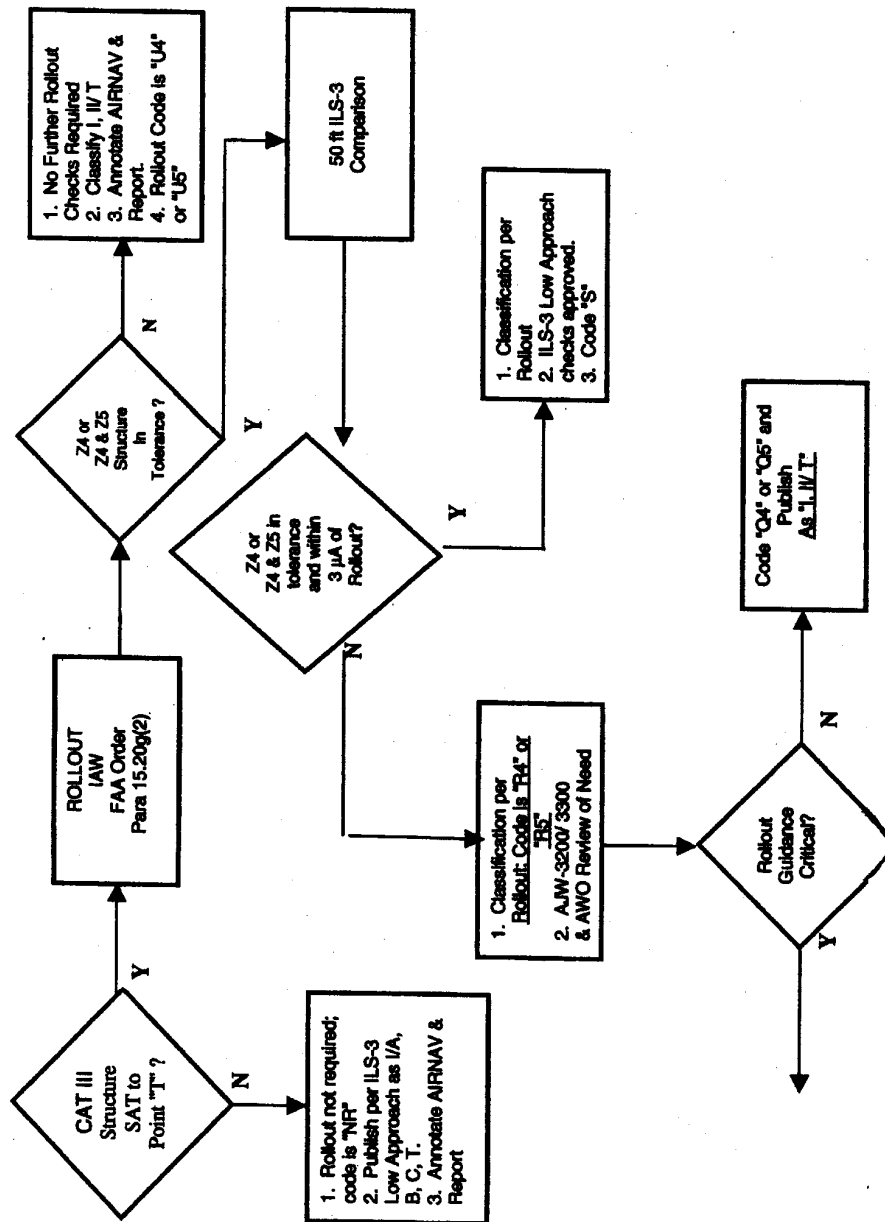 CAT III
Structure
SAT to
Point "T" ?
Y
N
1. Rollout not required;
code is "NR"
2. Publish per ILS-3
Low Approach as I/A,
B, C, T.
3. Annotate AIRNAV &
Report
ROLLOUT
IAW
FAA Order
Para 15.20g(2)
Z4 or
Z4 & Z5
Structure
In
Tolerance ?
N
Y
1. No Further Rollout
Checks Required
2. Classify I, II/ T
3. Annotate AIRNAV &
Report.
4. Rollout Code is "U4"
or "U5"
50 ft ILS-3
Comparison
Z4 or
Z4 & Z5 in
tolerance
and within
3 µA of
Rollout?
N
Y
1. Classification per
Rollout
2. ILS-3 Low Approach
checks approved.
3. Code "S"
1. Classification per
Rollout: Code is "R4" or
"R5"
2. AJW-3200/ 3300
& AWO Review of Need
Rollout
Guidance
Critical?
Y
N
Code "Q4" or "Q5" and
Publish
As "I, II/ T"